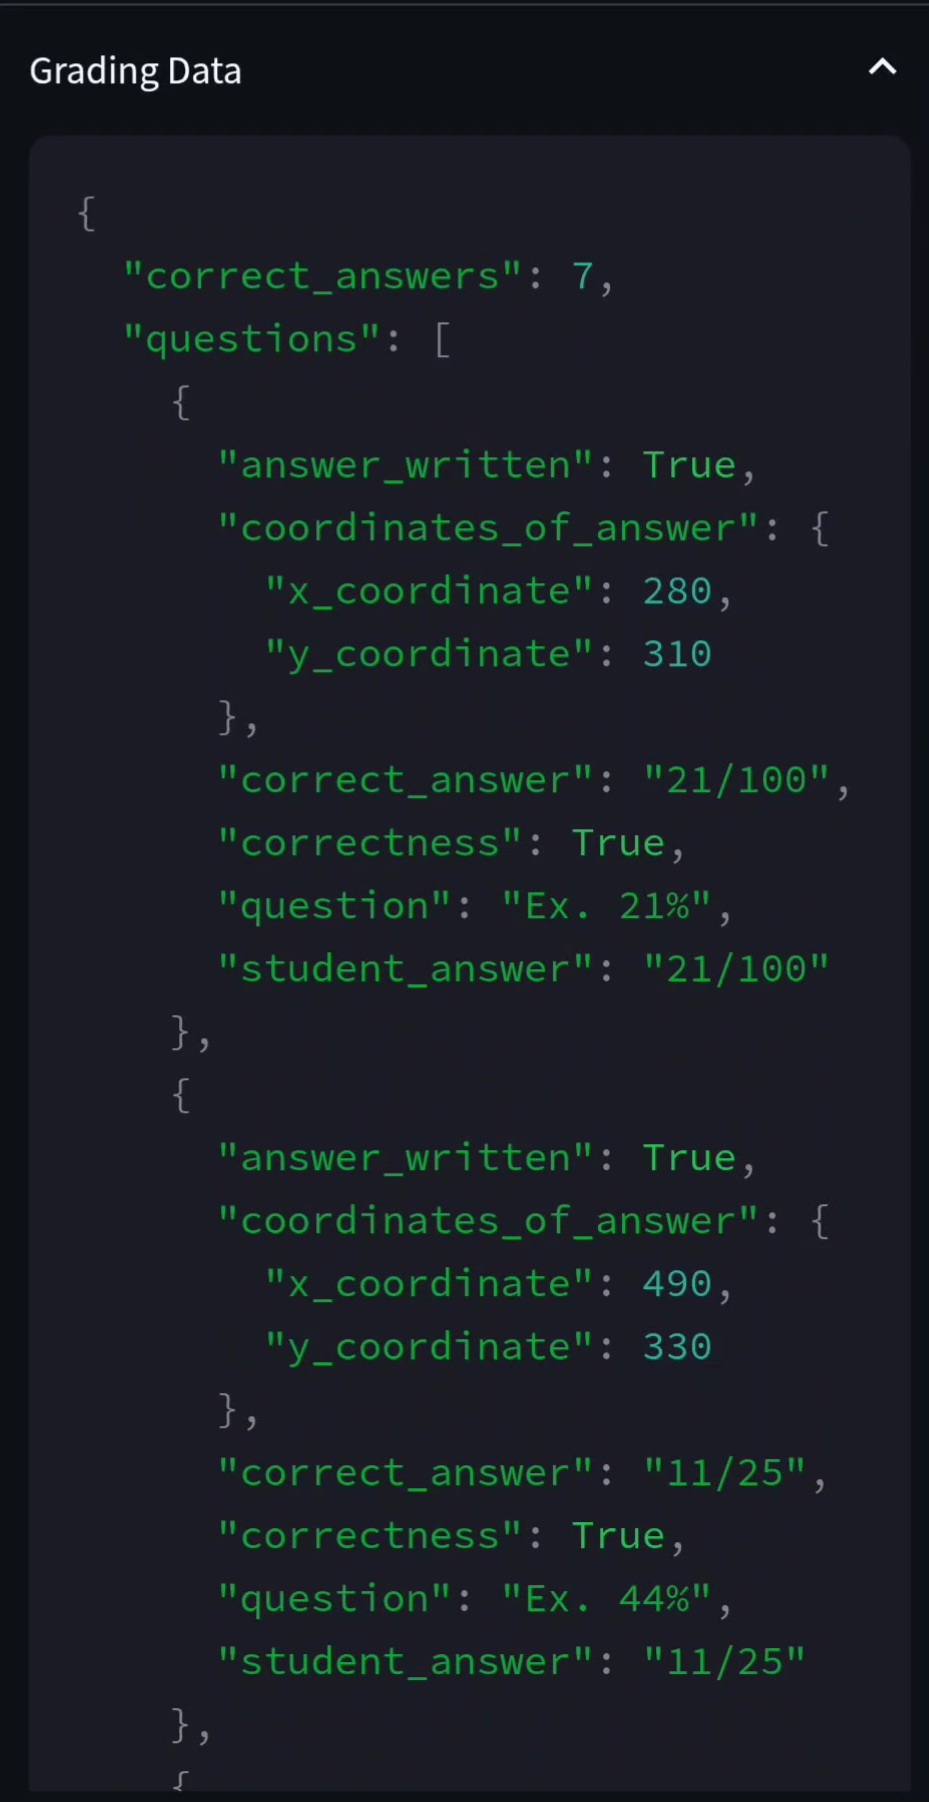 Grading Data
{
"correct_answers": 7,
"questions": [
{
"answer_written": True,
"coordinates_of_answer": {
"x_coordinate": 280,
"y_coordinate": 310
},
"correct_answer": "21/100",
"correctness": True,
"question": "Ex. 21%",
"student_answer": "21/100"
},
{
"answer_written": True,
"coordinates_of_answer": {
"x_coordinate": 490,
"y_coordinate": 330
},
"correct_answer": "11/25",
"correctness": True,
"question": "Ex. 44%",
"student_answer": "11/25"
},
{